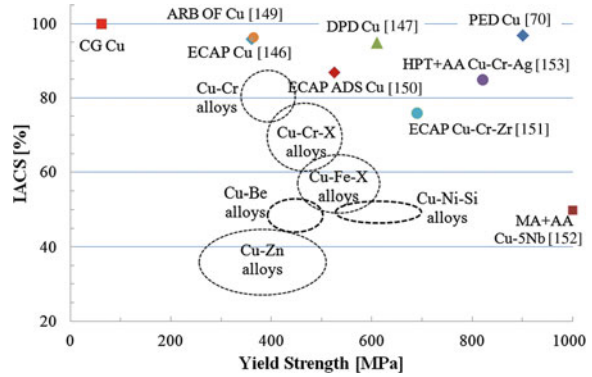 ARB OF Cu [149]
DPD Cu [147]
PED Cu [70]
CG Cu
ECAP Cu [146]
HPT+AA Cu-Cr-Ag [153]
Cu-Cr
alloys
ECAP ADS Cu [150]
ECAP Cu-Cr-Zr [151]
Cu-Cr-X
alloys
Cu-Fe-X
alloys
Cu-Be
alloys
Cu-Ni-Si
alloys
MA+AA
Cu-5Nb [152]
Cu-Zn
alloys
IACS [%]
100
80
60
40
20
0 200 400 600 800 1000
Yield Strength [MPa]